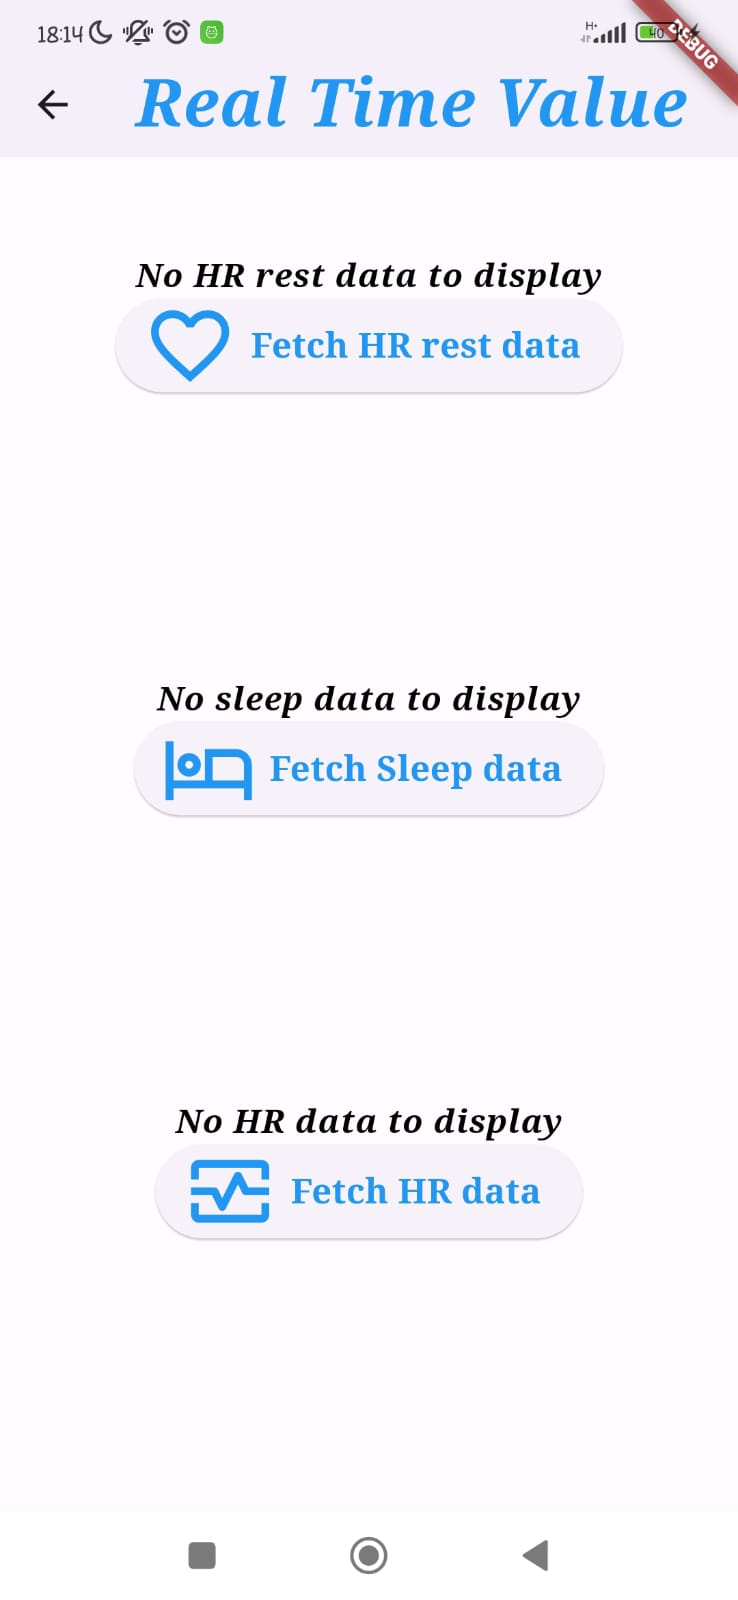 18:14
H+
40
DEBUG
Real Time Value
No HR rest data to display
Fetch HR rest data
No sleep data to display
Fetch Sleep data
No HR data to display
Fetch HR data